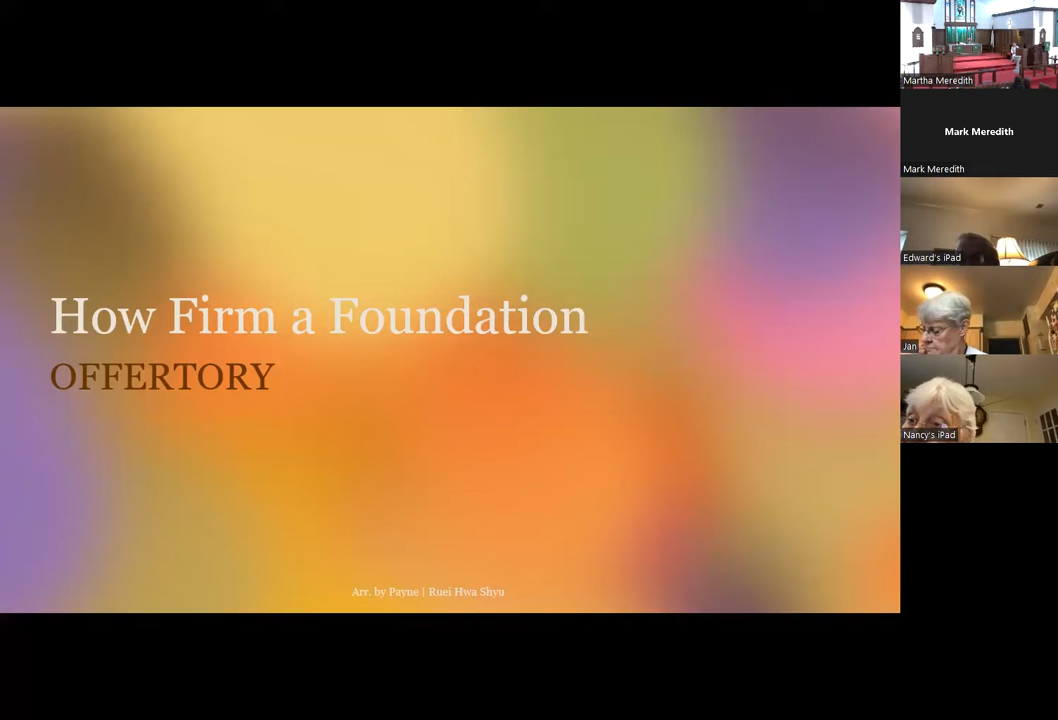 How Firm a Foundation
OFFERTORY
Arr. by Payne | Ruei Hwa Shyu
Martha Meredith
Mark Meredith
Mark Meredith
Edward's iPad
Jan
Nancy's iPad